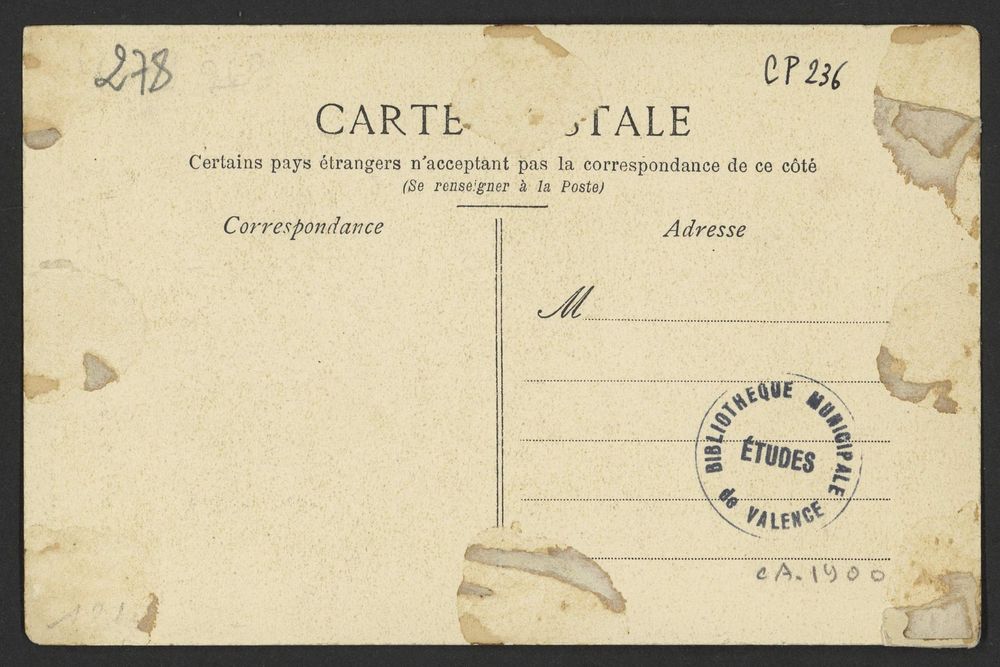 278
CP 236
CARTE STALE
Certains pays étrangers n'acceptant pas la correspondance de ce côté
(Se renseigner à la Poste)
Correspondance
Adresse
M
BIBLIOTHEQUE MUNICIPALE
ÉTUDES
de VALENCE
CA. 1900